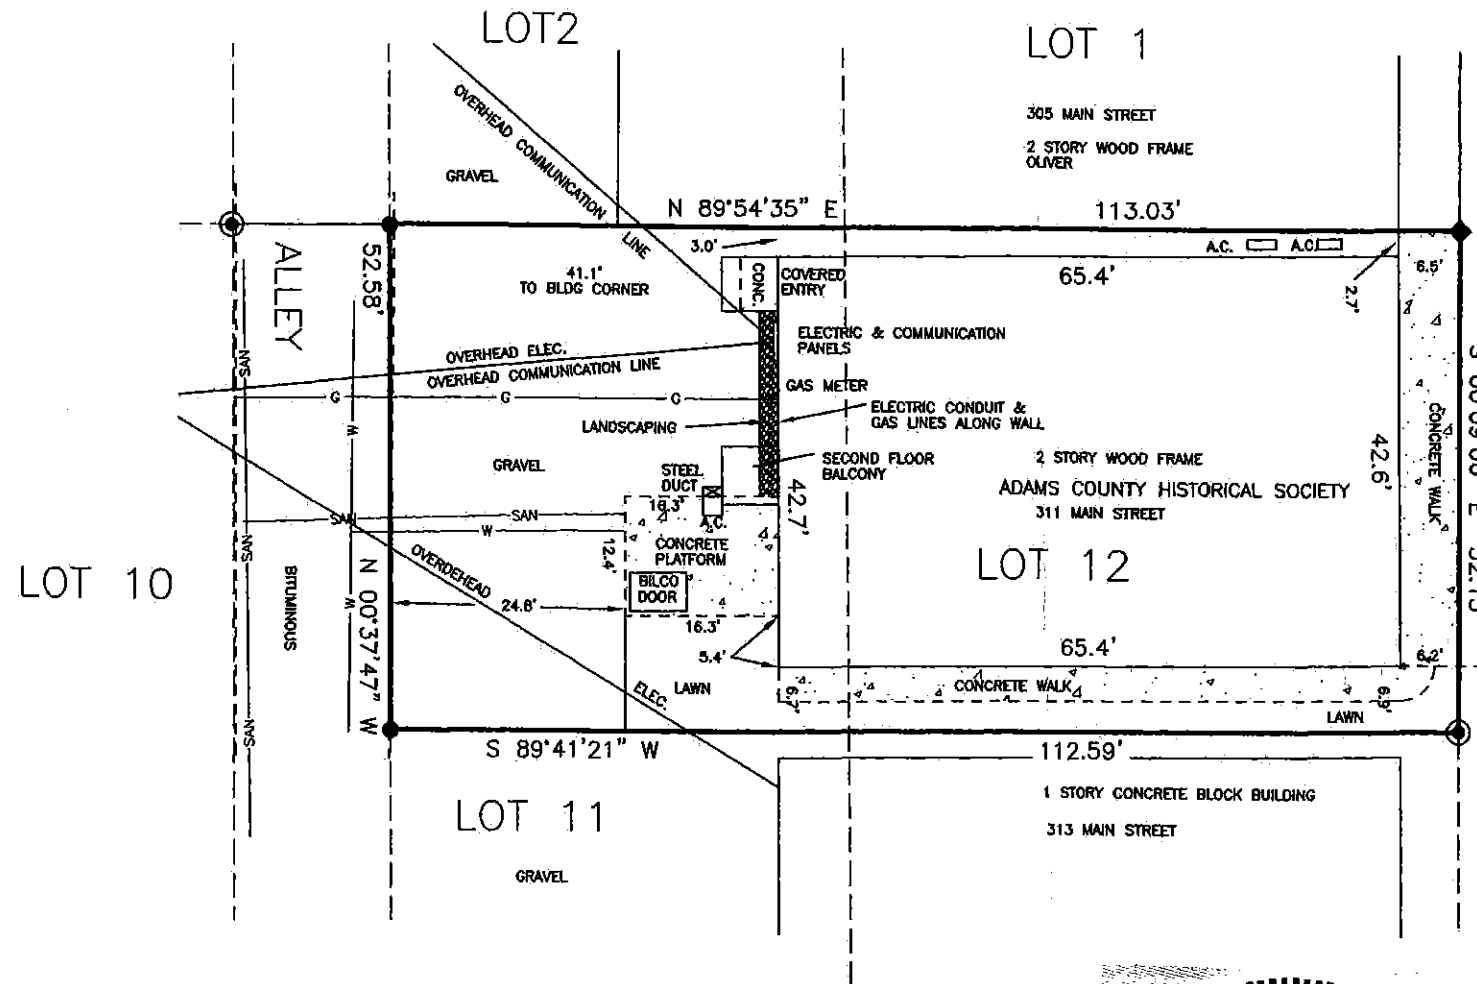 LOT2
LOT 1
305 MAIN STREET
2 STORY WOOD FRAME
OLIVER
OVERHEAD COMMUNICATION
LINE
GRAVEL
N 89°54'35" E
113.03'
3.0'
A.C.
A.C.
6.5'
ALLEY
52.58'
41.1'
TO BLDG CORNER
CONC.
COVERED
ENTRY
65.4'
2.7'
ELECTRIC & COMMUNICATION
PANELS
OVERHEAD ELEC.
OVERHEAD COMMUNICATION LINE
SAN
G
G
G
GAS METER
W
ELECTRIC CONDUIT &
GAS LINES ALONG WALL
LANDSCAPING
CONCRETE WALK
42.6'
SECOND FLOOR
BALCONY
2 STORY WOOD FRAME
GRAVEL
STEEL
DUCT
ADAMS COUNTY HISTORICAL SOCIETY
311 MAIN STREET
42.7'
16.3'
A.C.
SAN
SAN
W
CONCRETE
PLATFORM
12.4'
SAN
OVERDEHEAD
LOT 10
LOT 12
BITUMINOUS
BILCO
DOOR
W
N 00°37'47" W
24.8'
16.3'
5.4'
65.4'
6.2'
ELEC.
LAWN
CONCRETE WALK
6.7'
6.9'
LAWN
SAN
S 89°41'21" W
112.59'
LOT 11
1 STORY CONCRETE BLOCK BUILDING
313 MAIN STREET
GRAVEL